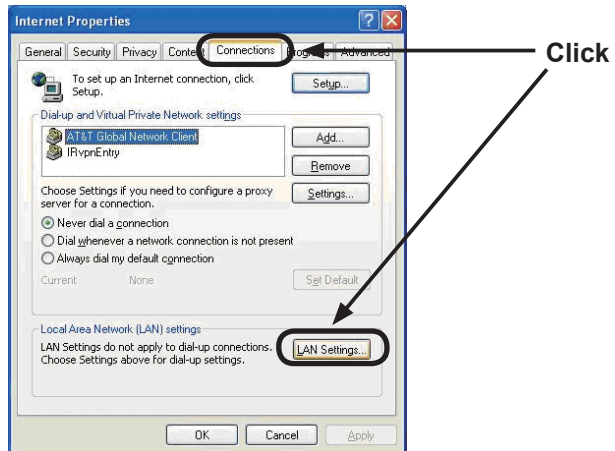 Internet Properties
General Security Privacy Content Connections Programs Advanced
Click
To set up an Internet connection, click
Setup.
Setup...
Dial-up and Virtual Private Network settings
AT&T Global Network Client
IRvpnEntry
Add...
Remove
Choose Settings if you need to configure a proxy
server for a connection.
Settings...
Never dial a connection
Dial whenever a network connection is not present
Always dial my default connection
Current None
Set Default
Local Area Network (LAN) settings
LAN Settings do not apply to dial-up connections.
Choose Settings above for dial-up settings.
LAN Settings...
OK Cancel Apply